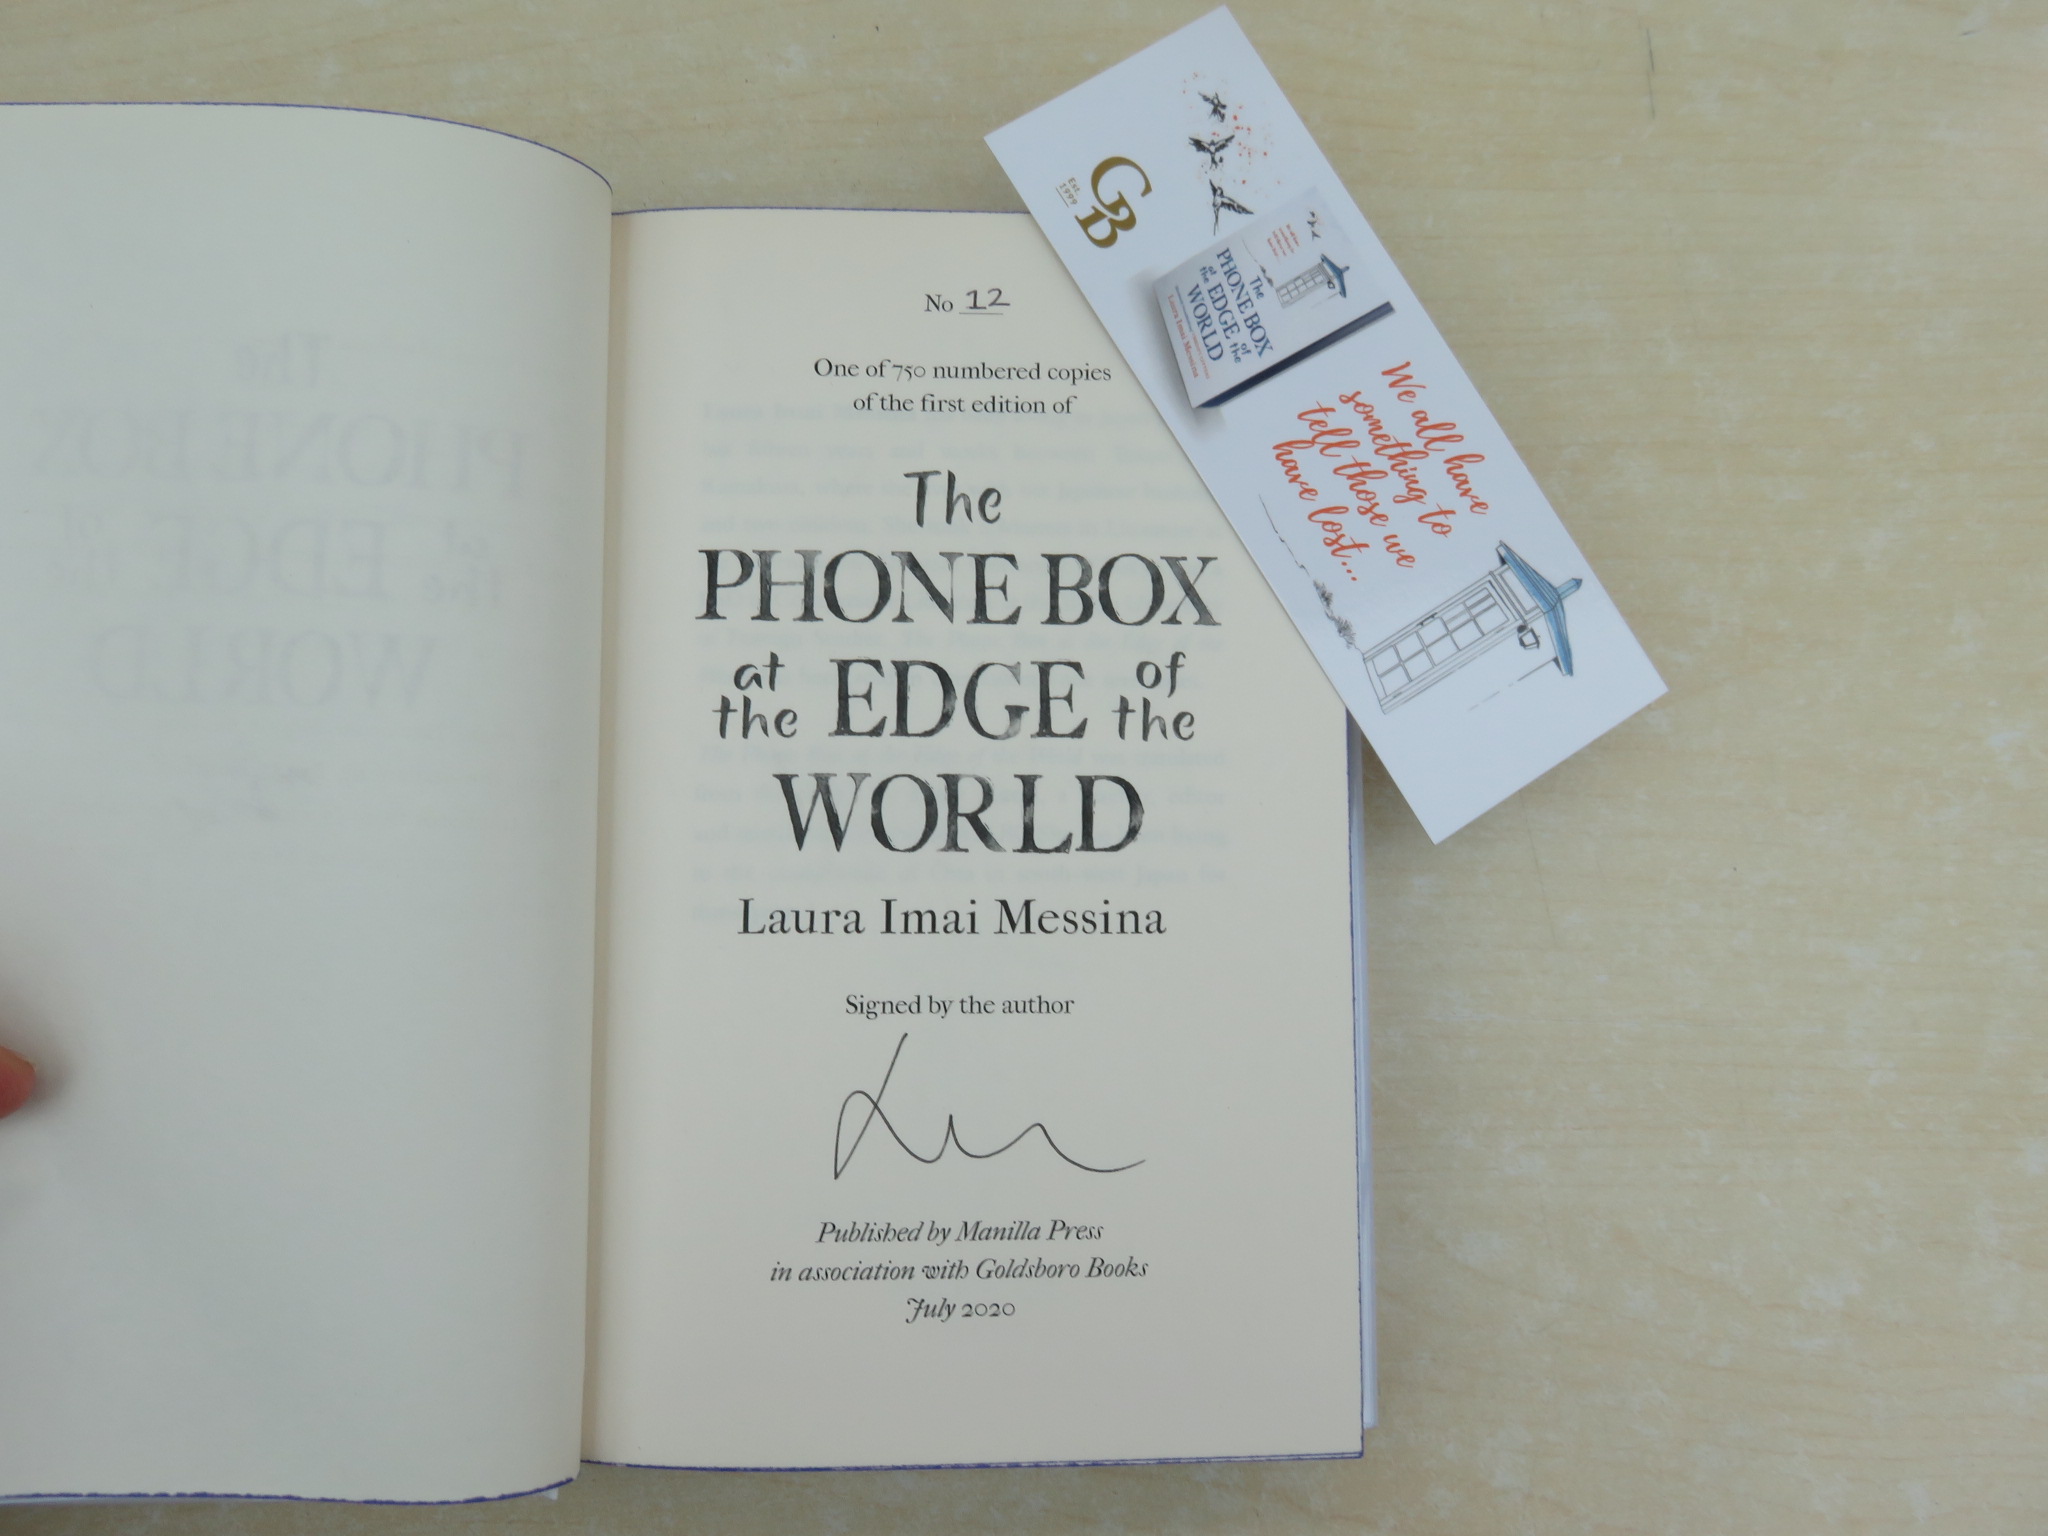 No 12
One of 750 numbered copies
of the first edition of
The
PHONE BOX
at the EDGE of the
WORLD
Laura Imai Messina
Signed by the author
Published by Manilla Press
in association with Goldsboro Books
July 2020
GB
Est.
1999
The
PHONE BOX
at the EDGE of the
WORLD
Laura Imai Messina
We all have
something to
tell those we
have lost...